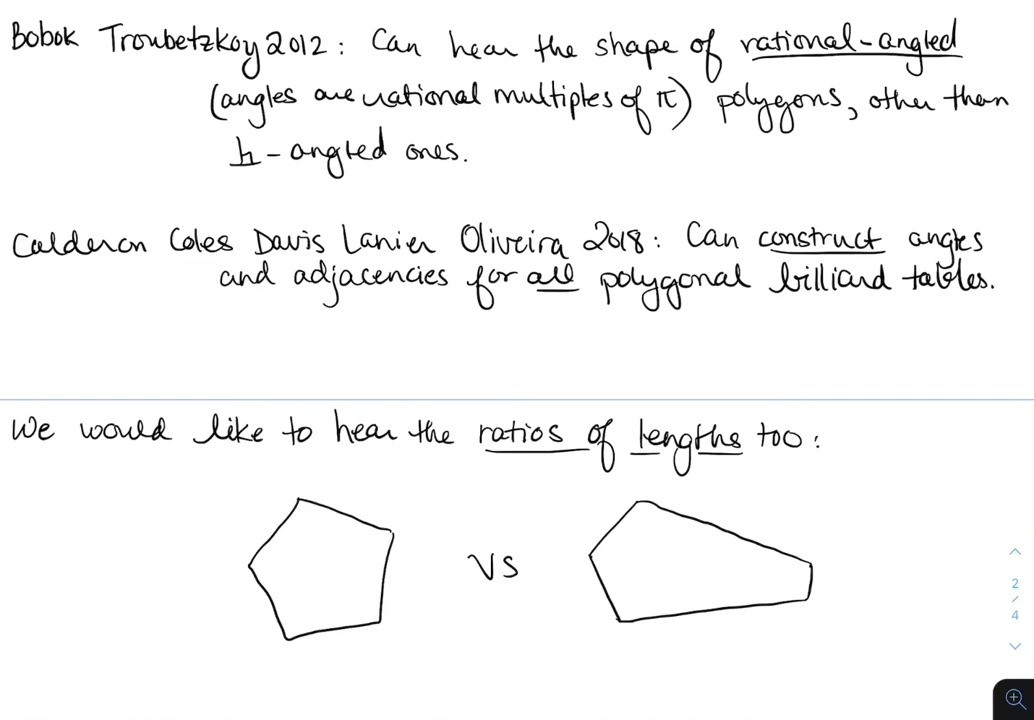 Bobok Troubetzkoy 2012: Can hear the shape of rational-angled
(angles are rational multiples of π) polygons, other than
h-angled ones.
Calderon Coles Davis Lanier Oliveira 2018: Can construct angles
and adjacencies for all polygonal billiard tables.
We would like to hear the ratios of lengths too:
vs
2
/
4